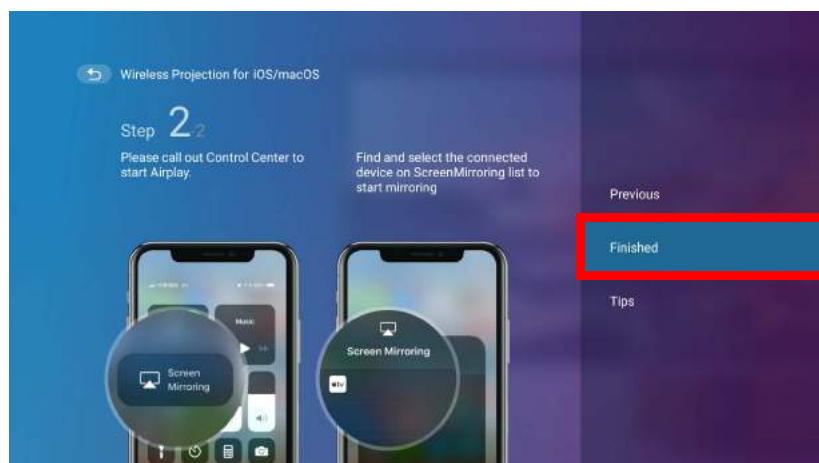 Wireless Projection for iOS/macOS
Step 2/2
Please call out Control Center to
start Airplay.
Find and select the connected
device on ScreenMirroring list to
start mirroring
Previous
Finished
Tips
Music
Screen
Mirroring
Screen Mirroring
tv